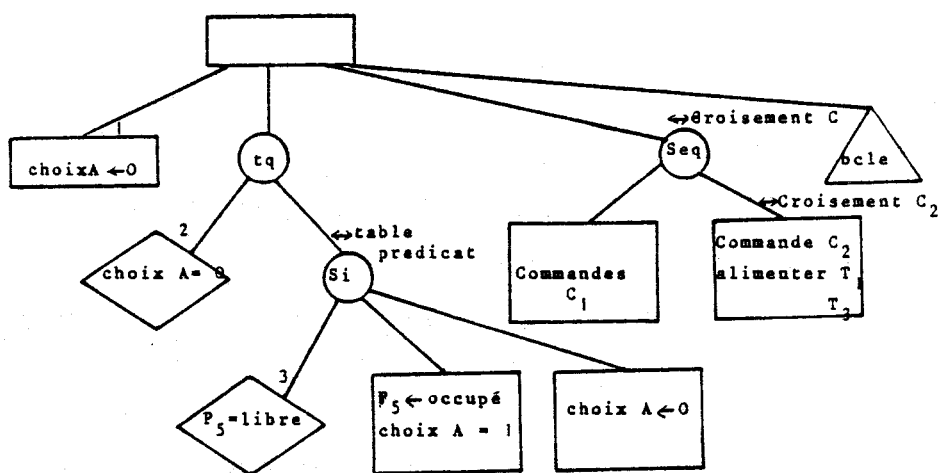 1
choixA ←0
tq
↔Croisement C
Seq
bcle
↔Croisement C2
2
choix A= 0
↔table
predicat
Si
Commandes
C1
Commande C2
alimenter T1
T3
3
P5=libre
P5←occupé
choix A = 1
choix A ←0